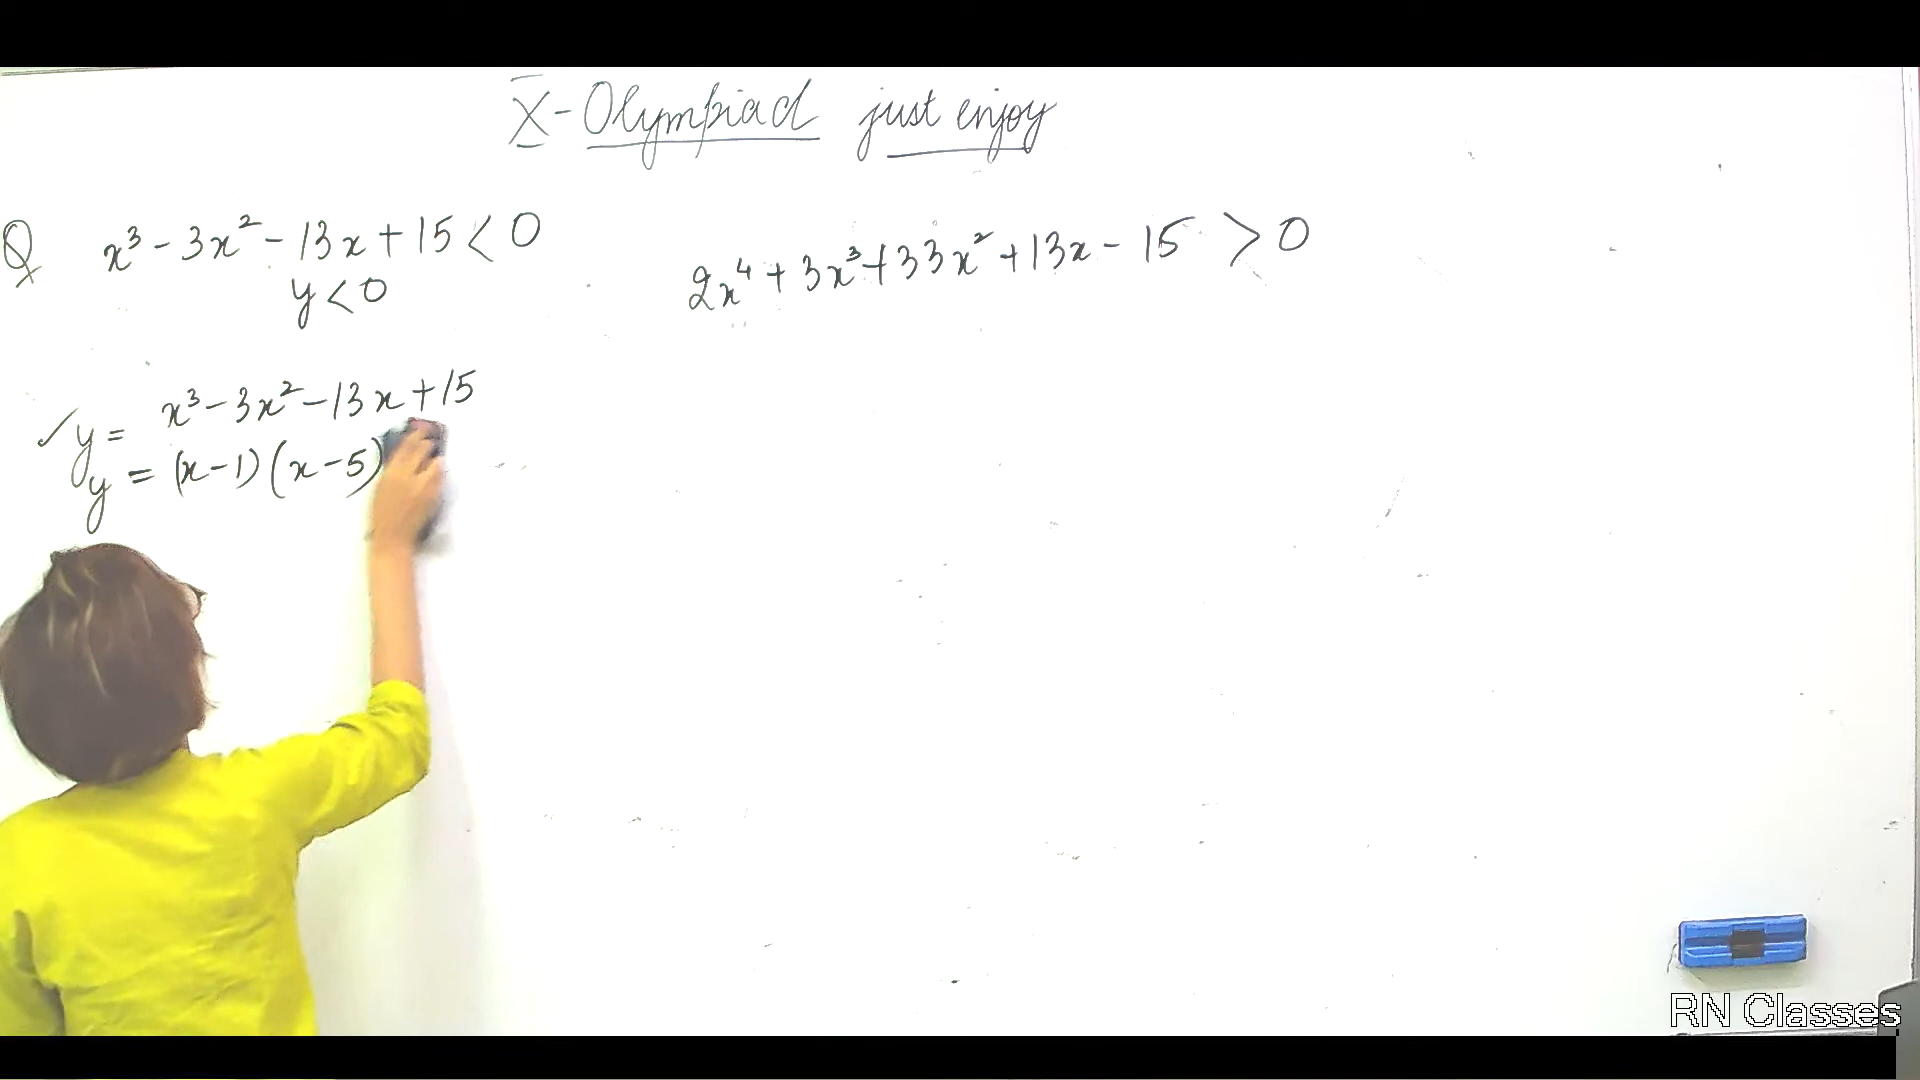 X-Olympiad just enjoy
Q x³ - 3x² - 13x + 15 < 0
y < 0
2x⁴ + 3x³ + 33x² + 13x - 15 > 0
✓ y = x³ - 3x² - 13x + 15
y = (x-1)(x-5)
RN Classes